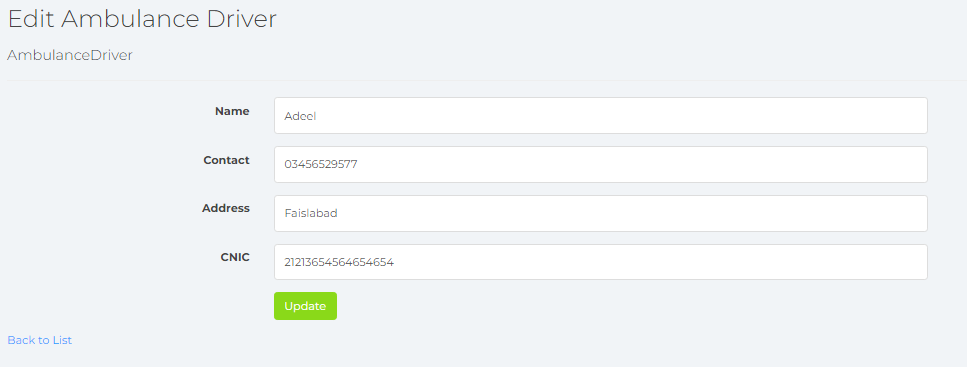 Edit Ambulance Driver
AmbulanceDriver
Name Adeel
Contact 03456529577
Address Faislabad
CNIC 21213654564654654
Update
Back to List